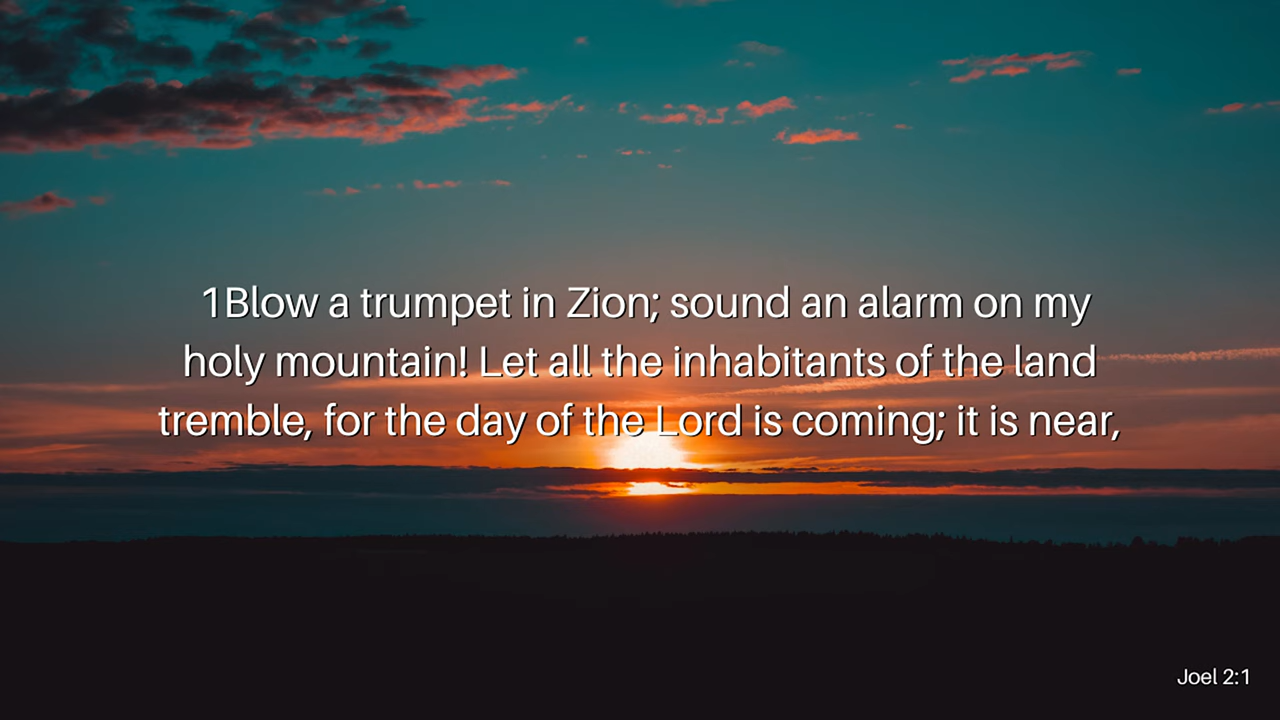 1Blow a trumpet in Zion; sound an alarm on my
holy mountain! Let all the inhabitants of the land
tremble, for the day of the Lord is coming; it is near,
Joel 2:1